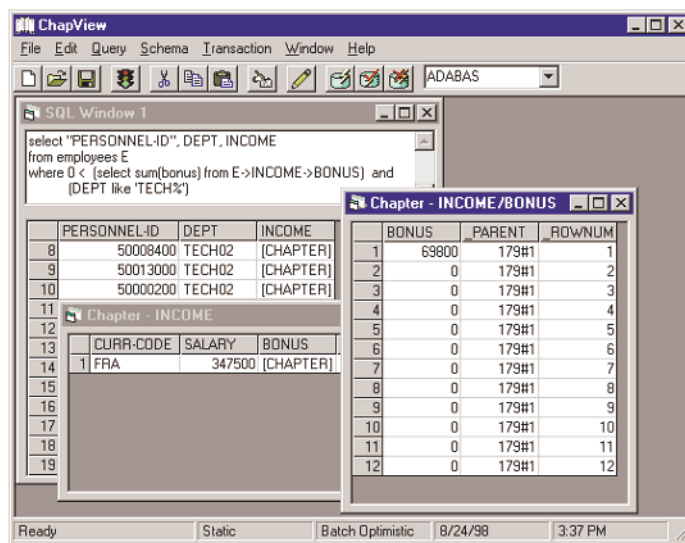 ChapView
File Edit Query Schema Transaction Window Help
ADABAS
SQL Window 1
select "PERSONNEL-ID", DEPT, INCOME
from employees E
where 0 < (select sum(bonus) from E->INCOME->BONUS) and
(DEPT like 'TECH%')
PERSONNEL-ID DEPT INCOME
8 50008400 TECH02 [CHAPTER]
9 50013000 TECH02 [CHAPTER]
10 50000200 TECH02 [CHAPTER]
11
12
13
14
15
16
17
18
19
Chapter - INCOME
CURR-CODE SALARY BONUS
1 FRA 347500 [CHAPTER]
Chapter - INCOME/BONUS
BONUS _PARENT _ROWNUM
1 69800 179#1 1
2 0 179#1 2
3 0 179#1 3
4 0 179#1 4
5 0 179#1 5
6 0 179#1 6
7 0 179#1 7
8 0 179#1 8
9 0 179#1 9
10 0 179#1 10
11 0 179#1 11
12 0 179#1 12
Ready Static Batch Optimistic 8/24/98 3:37 PM